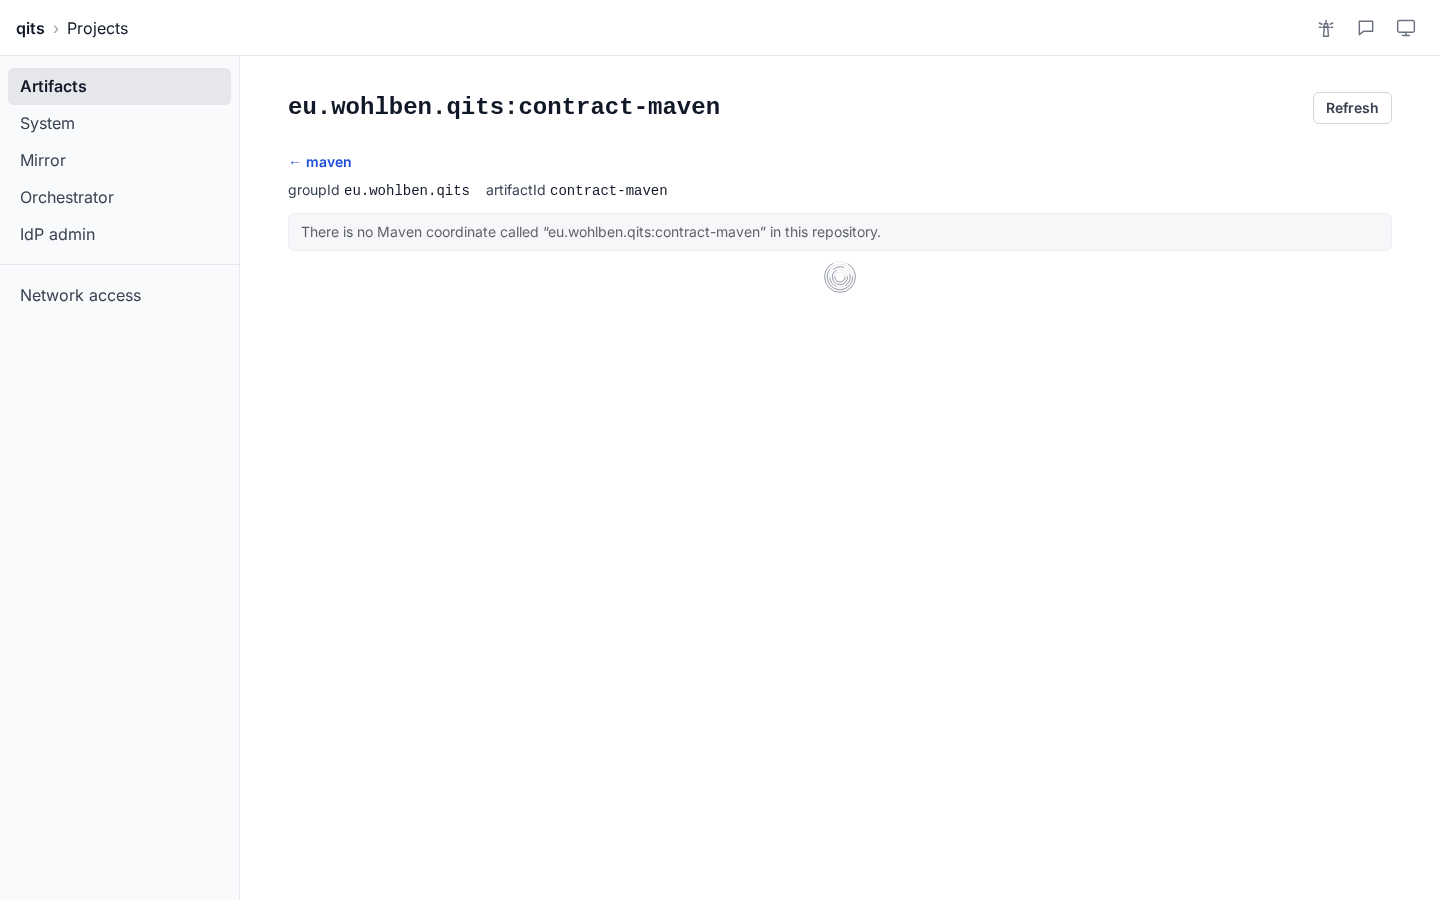 qits › Projects
Artifacts
System
Mirror
Orchestrator
IdP admin
Network access
eu.wohlben.qits:contract-maven
Refresh
← maven
groupId eu.wohlben.qits artifactId contract-maven
There is no Maven coordinate called “eu.wohlben.qits:contract-maven” in this repository.